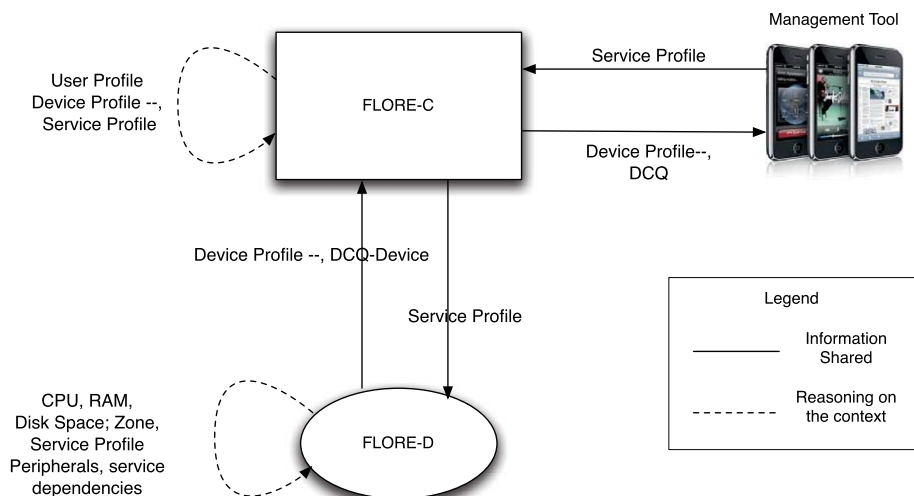 Management Tool
Service Profile
User Profile
Device Profile --,
Service Profile
FLORE-C
Device Profile--,
DCQ
Device Profile --, DCQ-Device
Service Profile
Legend
Information
Shared
Reasoning on
the context
CPU, RAM,
Disk Space; Zone,
Service Profile
Peripherals, service
dependencies
FLORE-D